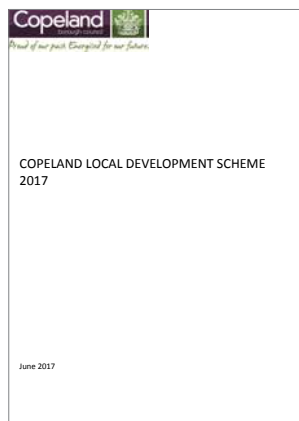 Copeland
borough council
Proud of our past. Energised for our future.
COPELAND LOCAL DEVELOPMENT SCHEME
2017
June 2017